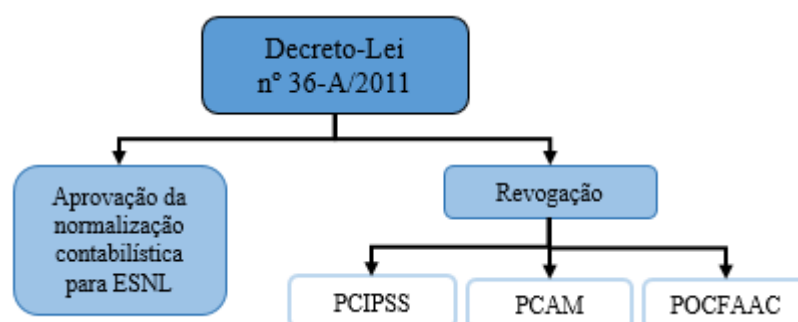 Decreto-Lei
nº 36-A/2011
Aprovação da
normalização
contabilística
para ESNL
Revogação
PCIPSS
PCAM
POCFAAC